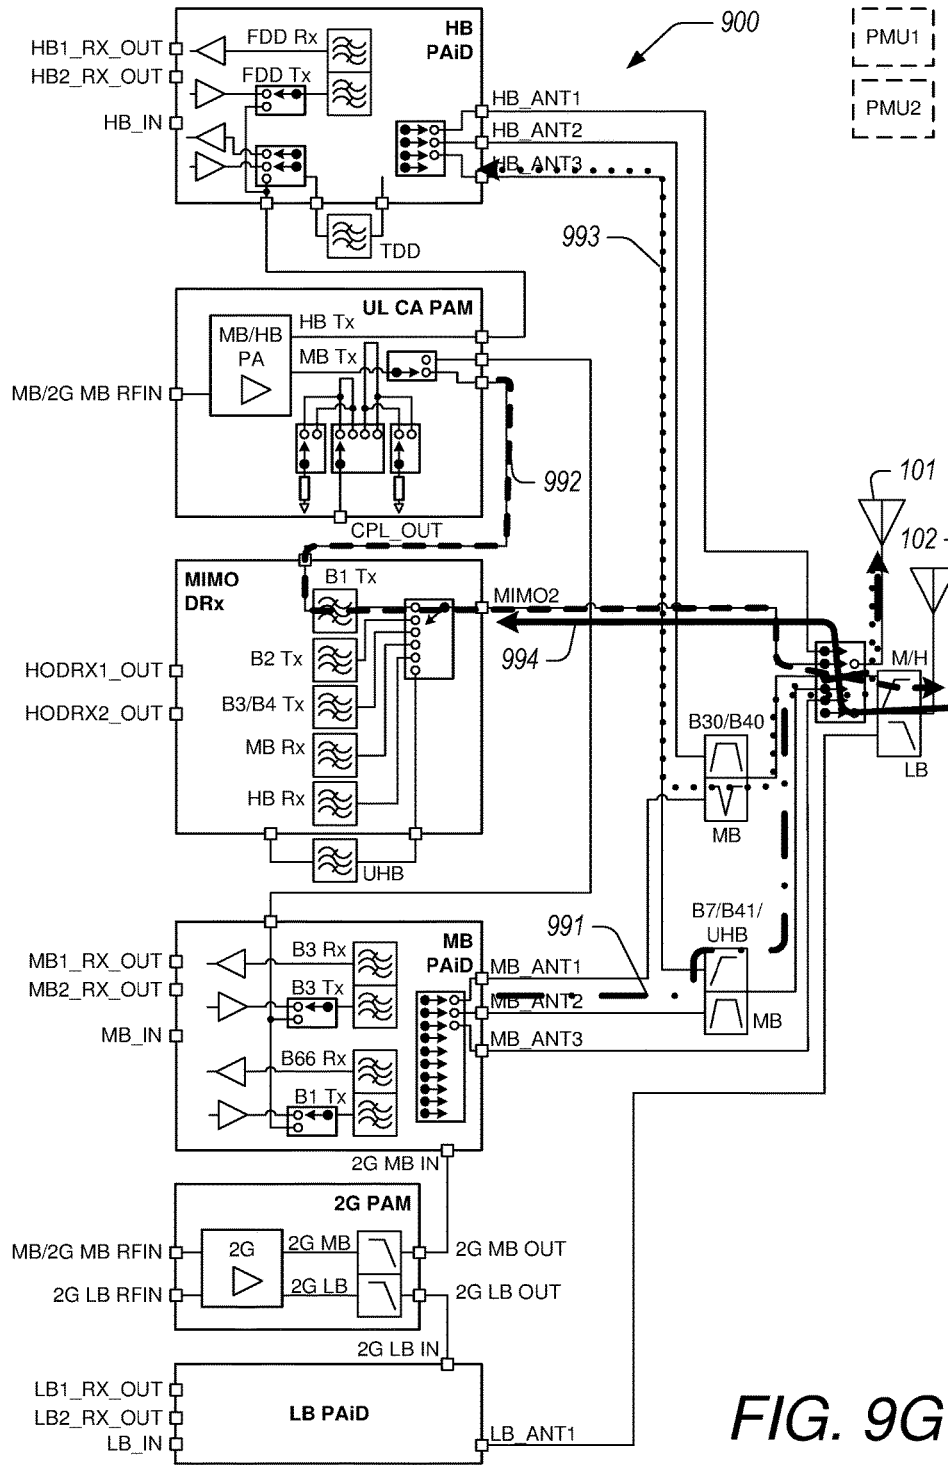 HB PAiD
HB1_RX_OUT
HB2_RX_OUT
HB_IN
FDD Rx
FDD Tx
TDD
HB_ANT1
HB_ANT2
HB_ANT3
900
PMU1
PMU2
993
UL CA PAM
HB Tx
MB/HB PA
MB Tx
MB/2G MB RFIN
CPL_OUT
992
101
102
MIMO DRx
B1 Tx
MIMO2
B2 Tx
994
HODRX1_OUT
HODRX2_OUT
B3/B4 Tx
MB Rx
HB Rx
UHB
M/H
LB
B30/B40
MB
B7/B41/
UHB
MB
991
MB PAiD
MB1_RX_OUT
MB2_RX_OUT
MB_IN
B3 Rx
B3 Tx
B66 Rx
B1 Tx
MB_ANT1
MB_ANT2
MB_ANT3
2G MB IN
2G PAM
MB/2G MB RFIN
2G LB RFIN
2G
2G MB
2G LB
2G MB OUT
2G LB OUT
2G LB IN
LB1_RX_OUT
LB2_RX_OUT
LB_IN
LB PAiD
LB_ANT1
FIG. 9G